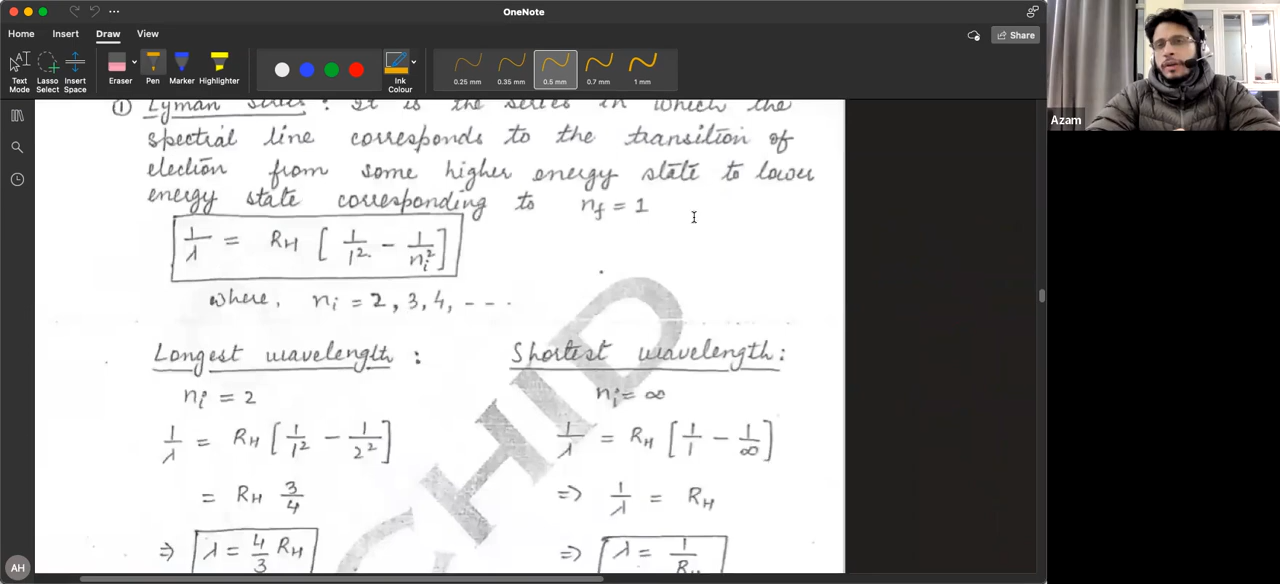 OneNote
Home Insert Draw View
Share
Text Mode
Lasso Select
Insert Space
Eraser
Pen
Marker
Highlighter
Ink Colour
0.25 mm
0.35 mm
0.5 mm
0.7 mm
1 mm
Azam
① Lyman series : It is the series in which the
spectral line corresponds to the transition of
electron from some higher energy state to lower
energy state corresponding to n_f = 1
1/λ = R_H [ 1/1² − 1/n_i² ]
where, n_i = 2, 3, 4, - - -
Longest wavelength :
n_i = 2
1/λ = R_H [ 1/1² − 1/2² ]
= R_H 3/4
⇒ λ = 4/3 R_H
Shortest wavelength :
n_i = ∞
1/λ = R_H [ 1/1 − 1/∞ ]
⇒ 1/λ = R_H
⇒ λ = 1/R_H
CHID
AH